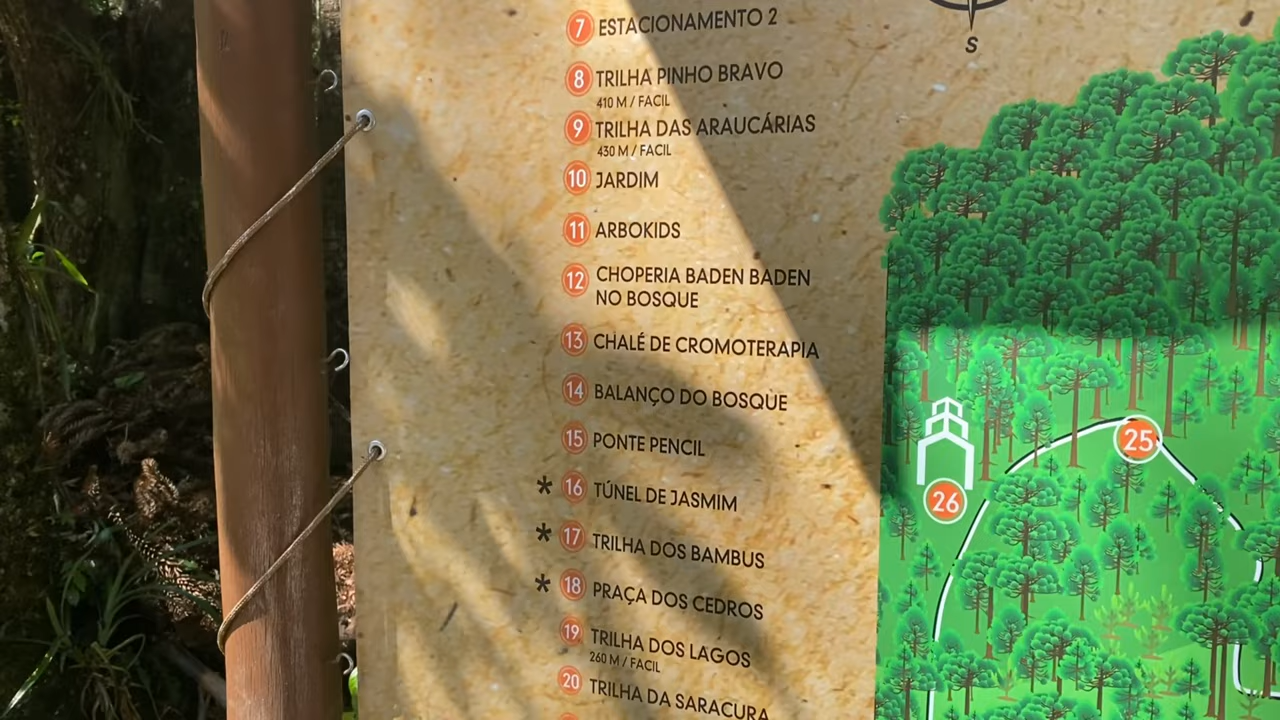 S
7 ESTACIONAMENTO 2
8 TRILHA PINHO BRAVO
410 M / FACIL
9 TRILHA DAS ARAUCÁRIAS
430 M / FACIL
10 JARDIM
11 ARBOKIDS
12 CHOPERIA BADEN BADEN
NO BOSQUE
13 CHALÉ DE CROMOTERAPIA
14 BALANÇO DO BOSQUE
15 PONTE PENCIL
* 16 TÚNEL DE JASMIM
* 17 TRILHA DOS BAMBUS
* 18 PRAÇA DOS CEDROS
19 TRILHA DOS LAGOS
260 M / FACIL
20 TRILHA DA SARACURA
25
26